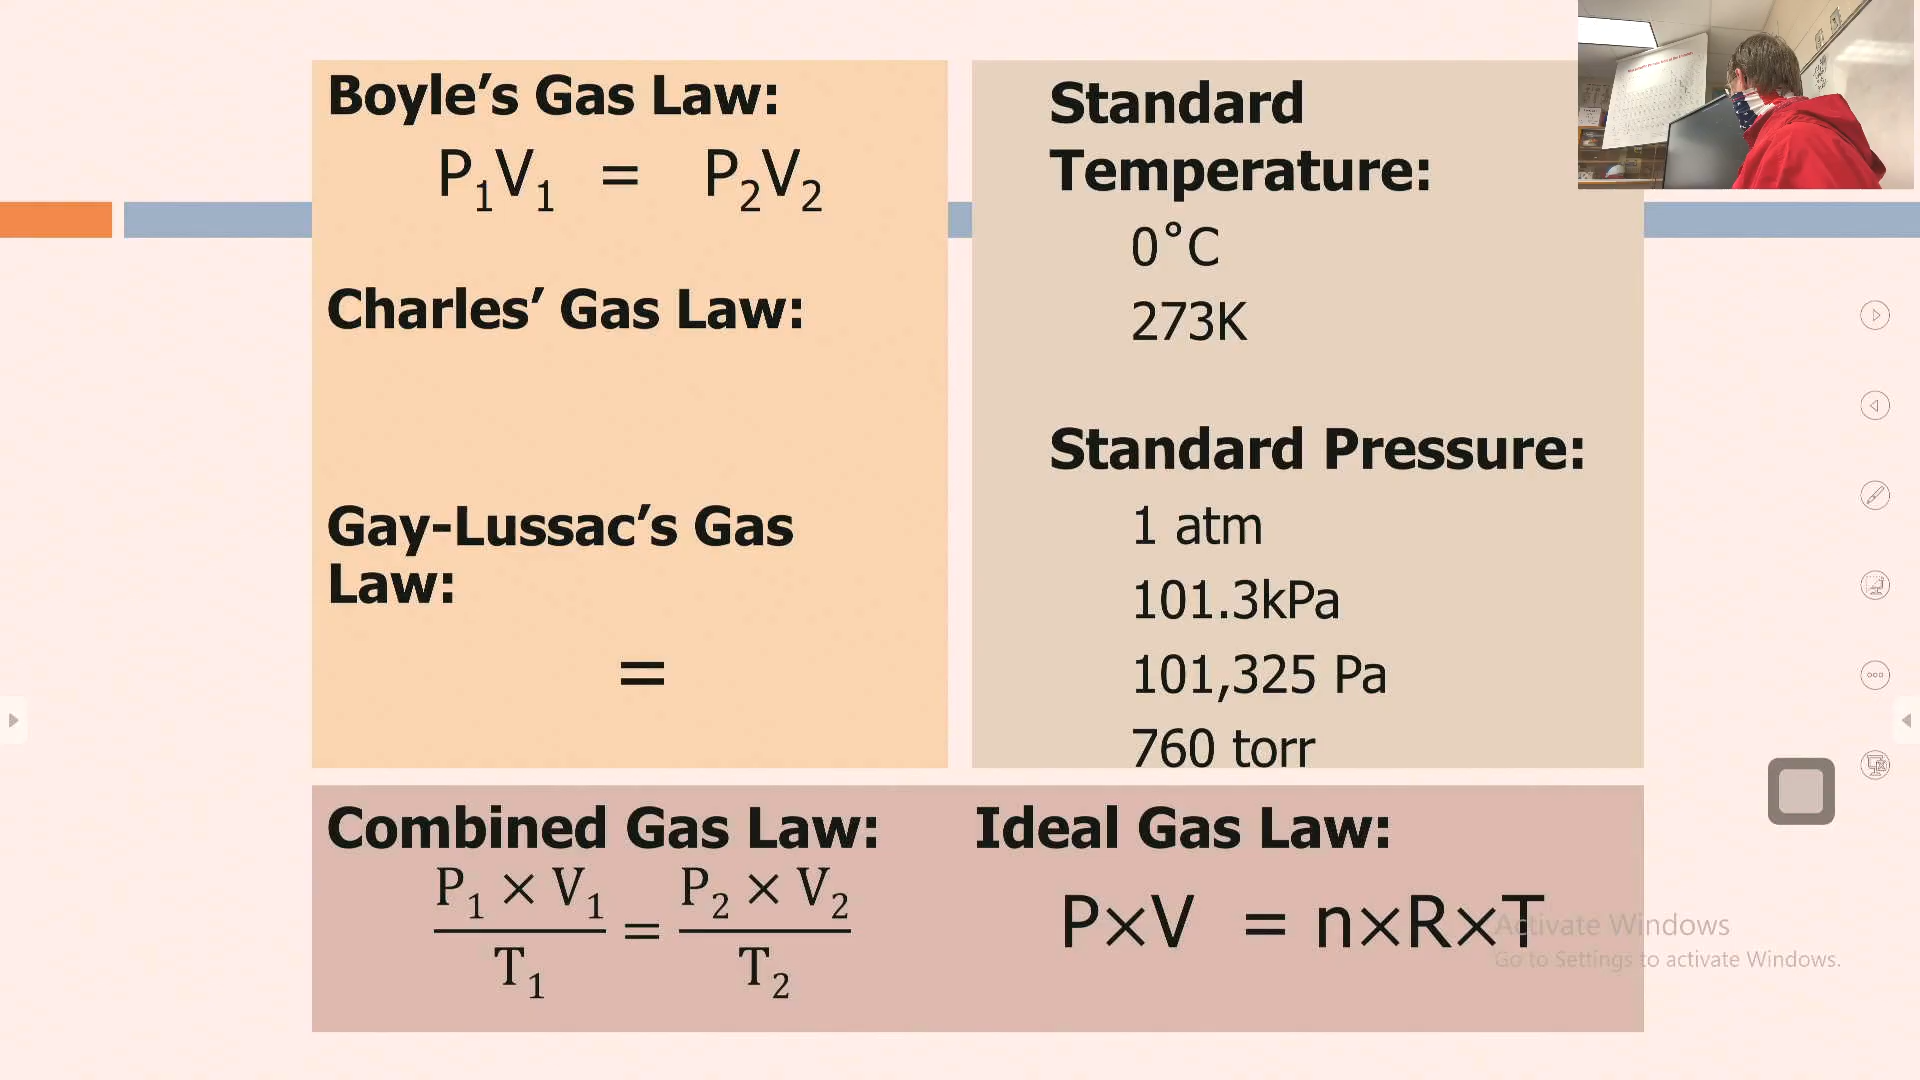 Boyle’s Gas Law:
P₁V₁ = P₂V₂
Charles’ Gas Law:
Gay-Lussac’s Gas
Law:
=
Standard
Temperature:
0°C
273K
Standard Pressure:
1 atm
101.3kPa
101,325 Pa
760 torr
Combined Gas Law:
P₁ × V₁ / T₁ = P₂ × V₂ / T₂
Ideal Gas Law:
P×V = n×R×T
Activate Windows
Go to Settings to activate Windows.